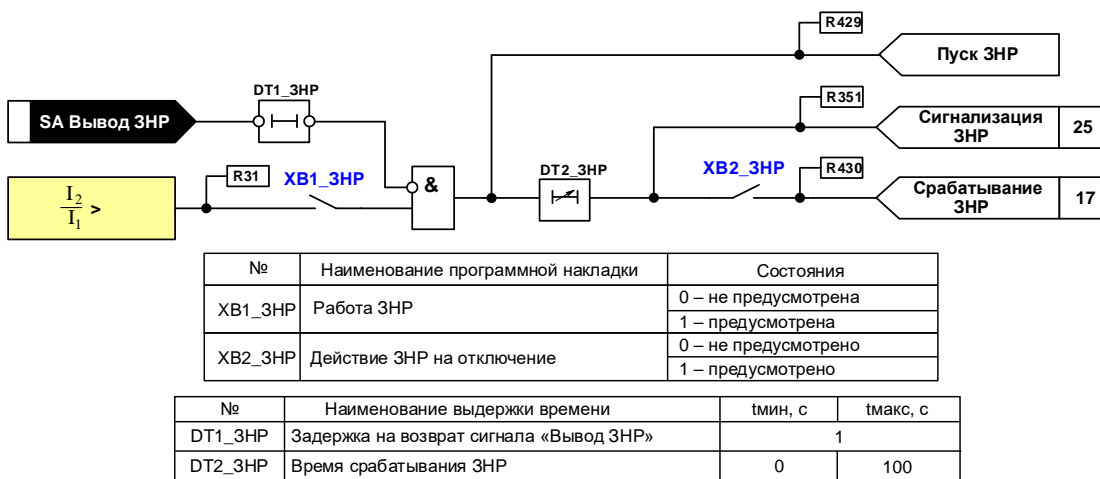 R429
Пуск ЗНР
DT1_ЗНР
R351
SA Вывод ЗНР
Сигнализация ЗНР 25
R31
XB1_ЗНР
&
DT2_ЗНР
XB2_ЗНР
R430
I2
I1 >
Срабатывание ЗНР 17
№ Наименование программной накладки Состояния
XB1_ЗНР Работа ЗНР 0 – не предусмотрена
1 – предусмотрена
XB2_ЗНР Действие ЗНР на отключение 0 – не предусмотрено
1 – предусмотрено
№ Наименование выдержки времени tмин, с tмакс, с
DT1_ЗНР Задержка на возврат сигнала «Вывод ЗНР» 1
DT2_ЗНР Время срабатывания ЗНР 0 100